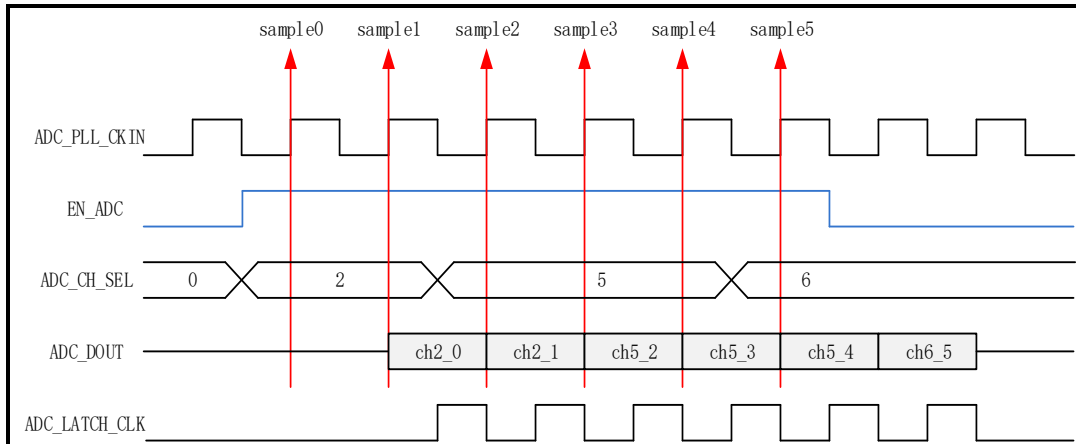 sample0 sample1 sample2 sample3 sample4 sample5
ADC_PLL_CKIN
EN_ADC
ADC_CH_SEL 0 2 5 6
ADC_DOUT ch2_0 ch2_1 ch5_2 ch5_3 ch5_4 ch6_5
ADC_LATCH_CLK